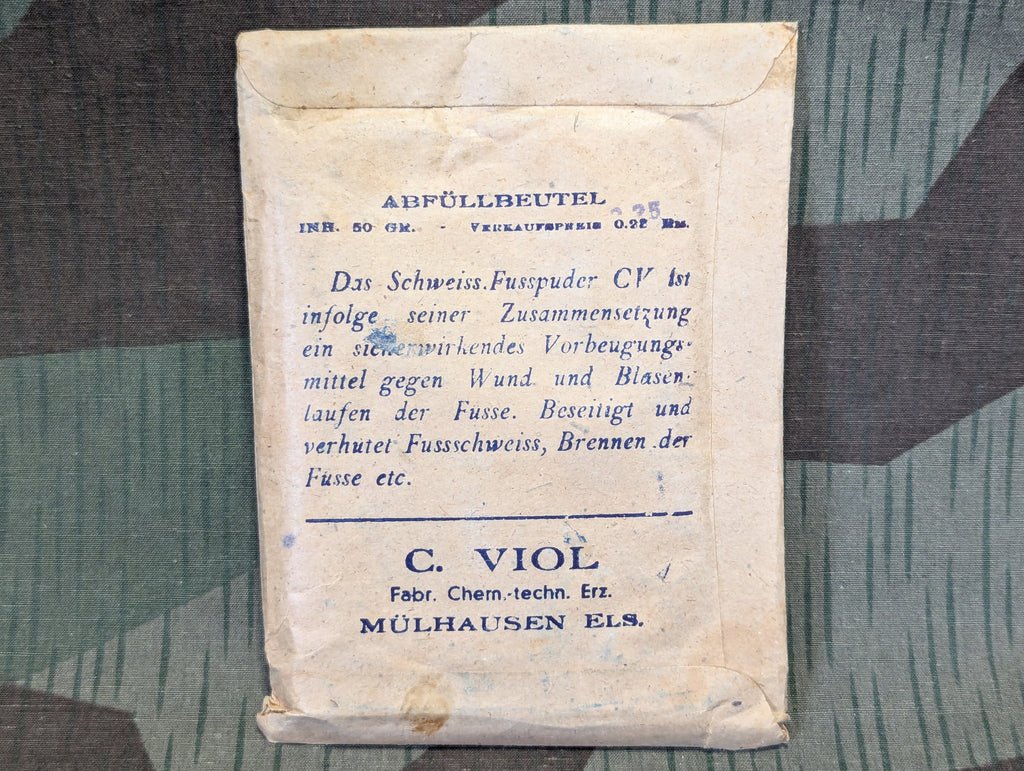 ABFÜLLBEUTEL
INH. 50 GR. - VERKAUFSPREIS 0.22 RM.
Das Schweiss.Fusspuder CV ist
infolge seiner Zusammensetzung
ein sicherwirkendes Vorbeugungs-
mittel gegen Wund und Blasen-
laufen der Fusse. Beseitigt und
verhutet Fussschweiss, Brennen der
Füsse etc.
C. VIOL
Fabr. Chem.-techn. Erz.
MÜLHAUSEN ELS.